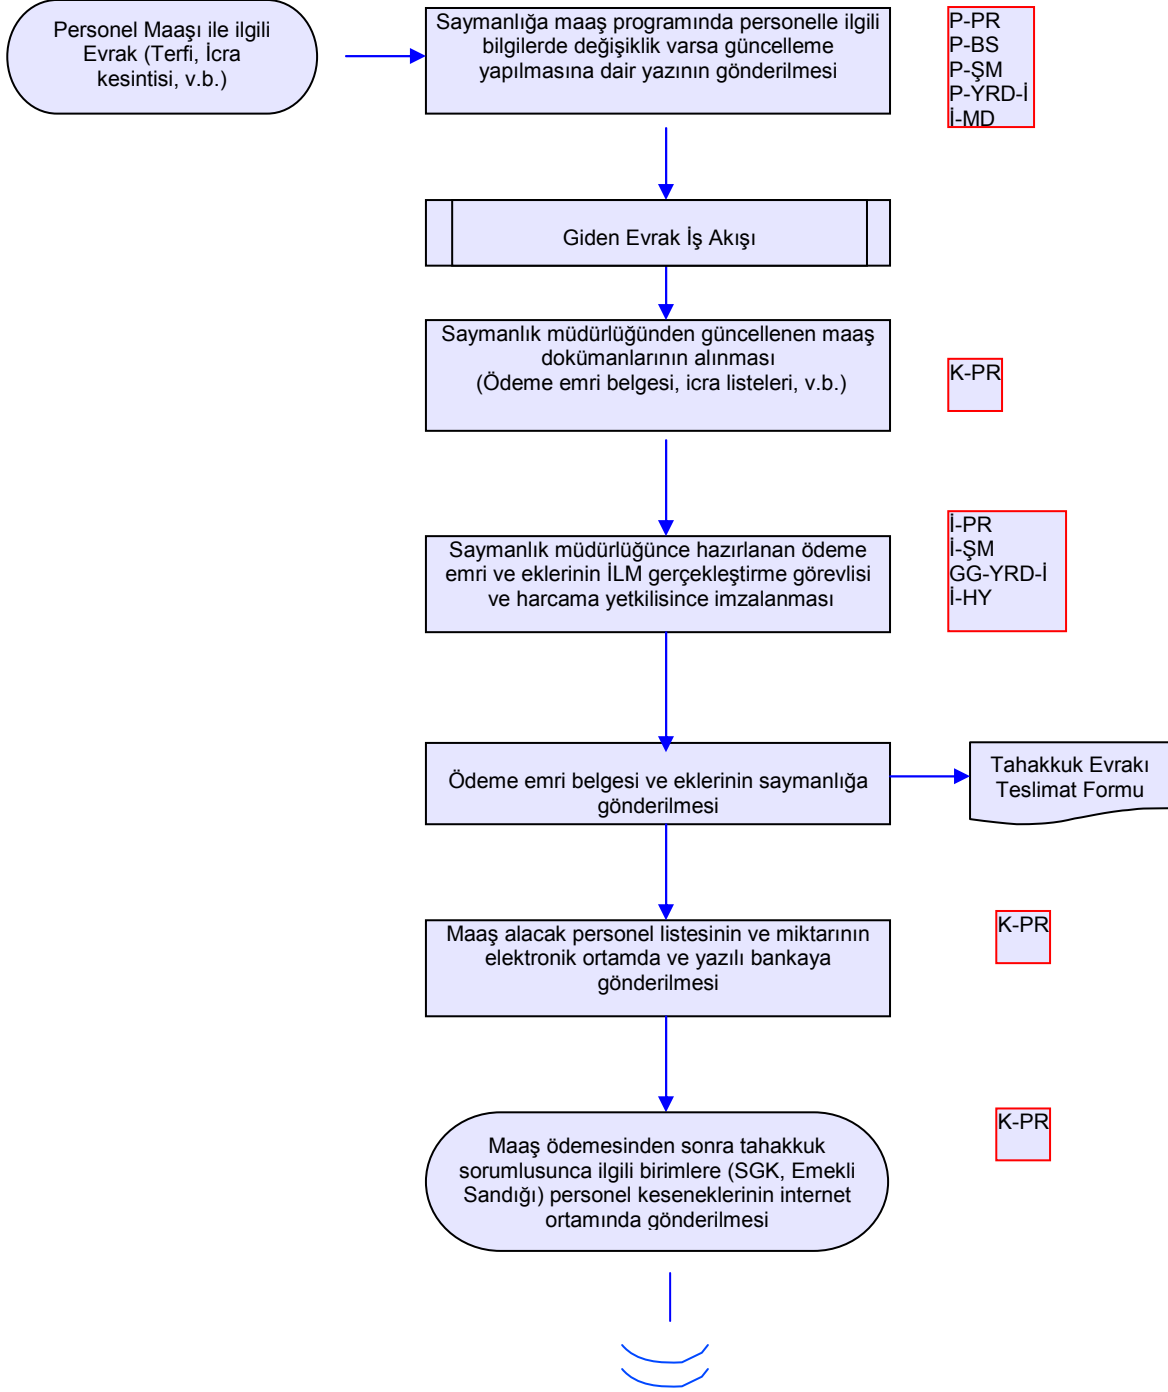 Personel Maaşı ile ilgili
Evrak (Terfi, İcra
kesintisi, v.b.)
Saymanlığa maaş programında personelle ilgili
bilgilerde değişiklik varsa güncelleme
yapılmasına dair yazının gönderilmesi
P-PR
P-BS
P-ŞM
P-YRD-İ
İ-MD
Giden Evrak İş Akışı
Saymanlık müdürlüğünden güncellenen maaş
dokümanlarının alınması
(Ödeme emri belgesi, icra listeleri, v.b.)
K-PR
Saymanlık müdürlüğünce hazırlanan ödeme
emri ve eklerinin İLM gerçekleştirme görevlisi
ve harcama yetkilisince imzalanması
İ-PR
İ-ŞM
GG-YRD-İ
İ-HY
Ödeme emri belgesi ve eklerinin saymanlığa
gönderilmesi
Tahakkuk Evrakı
Teslimat Formu
Maaş alacak personel listesinin ve miktarının
elektronik ortamda ve yazılı bankaya
gönderilmesi
K-PR
Maaş ödemesinden sonra tahakkuk
sorumlusunca ilgili birimlere (SGK, Emekli
Sandığı) personel keseneklerinin internet
ortamında gönderilmesi
K-PR